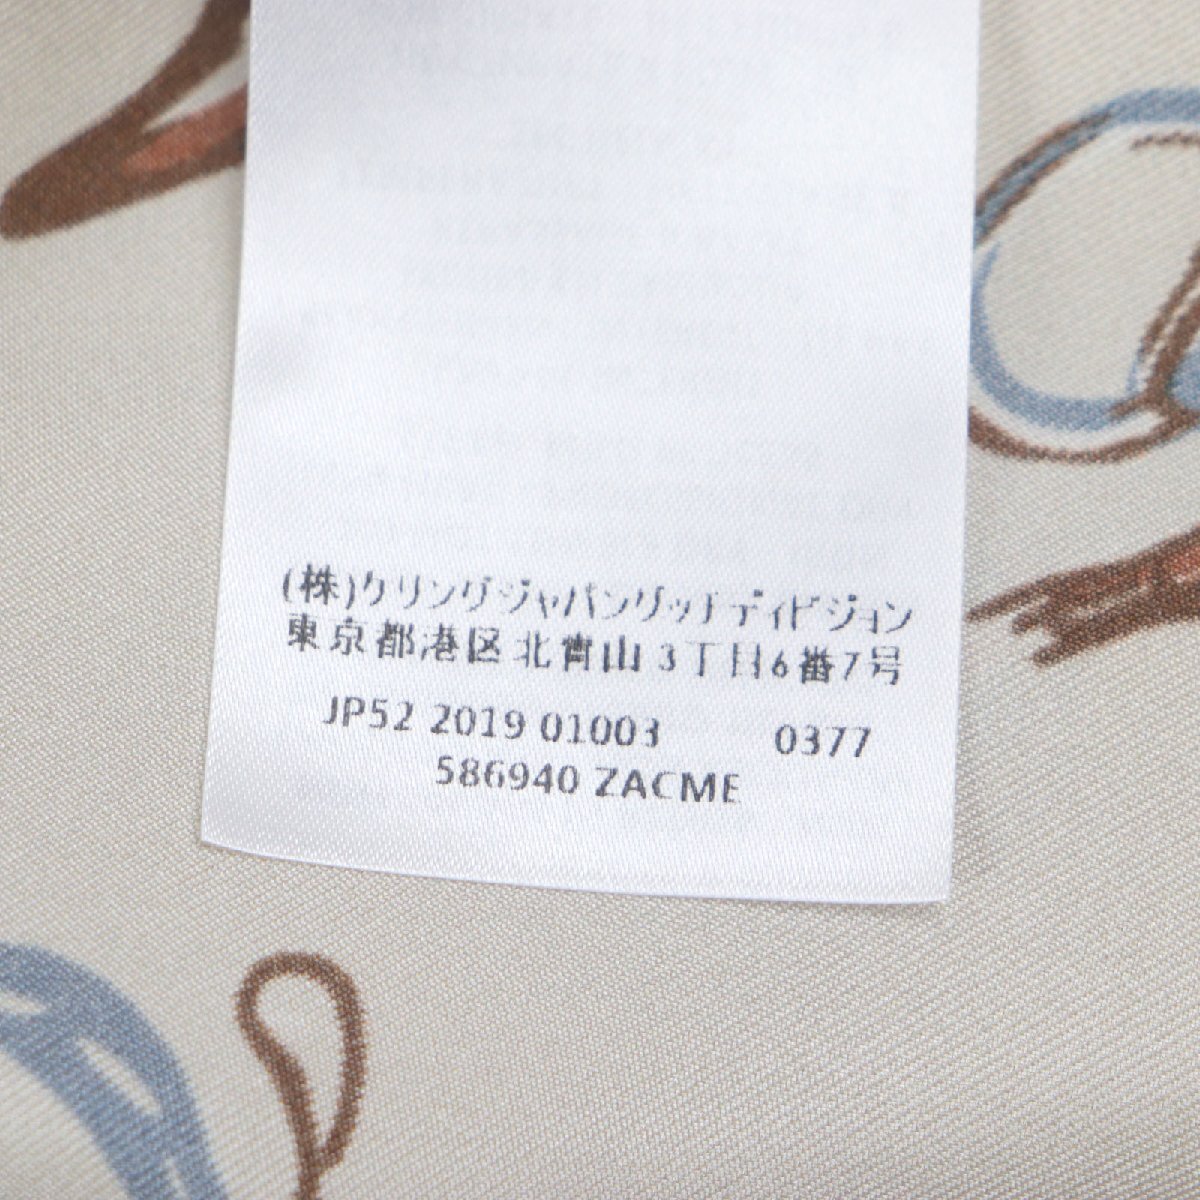 (株)ケリングジャパングッチディビジョン
東京都港区北青山3丁目6番7号
JP52 2019 01003 0377
586940 ZACME